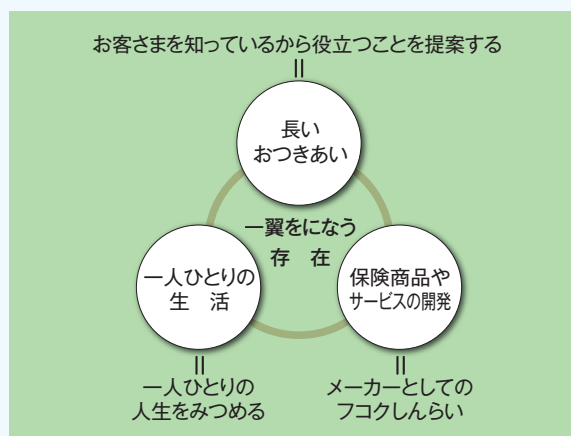 お客さまを知っているから役立つことを提案する
＝
長い
おつきあい
一翼をになう
存　在
一人ひとりの
生　活
保険商品や
サービスの開発
＝
一人ひとりの
人生をみつめる
＝
メーカーとしての
フコクしんらい